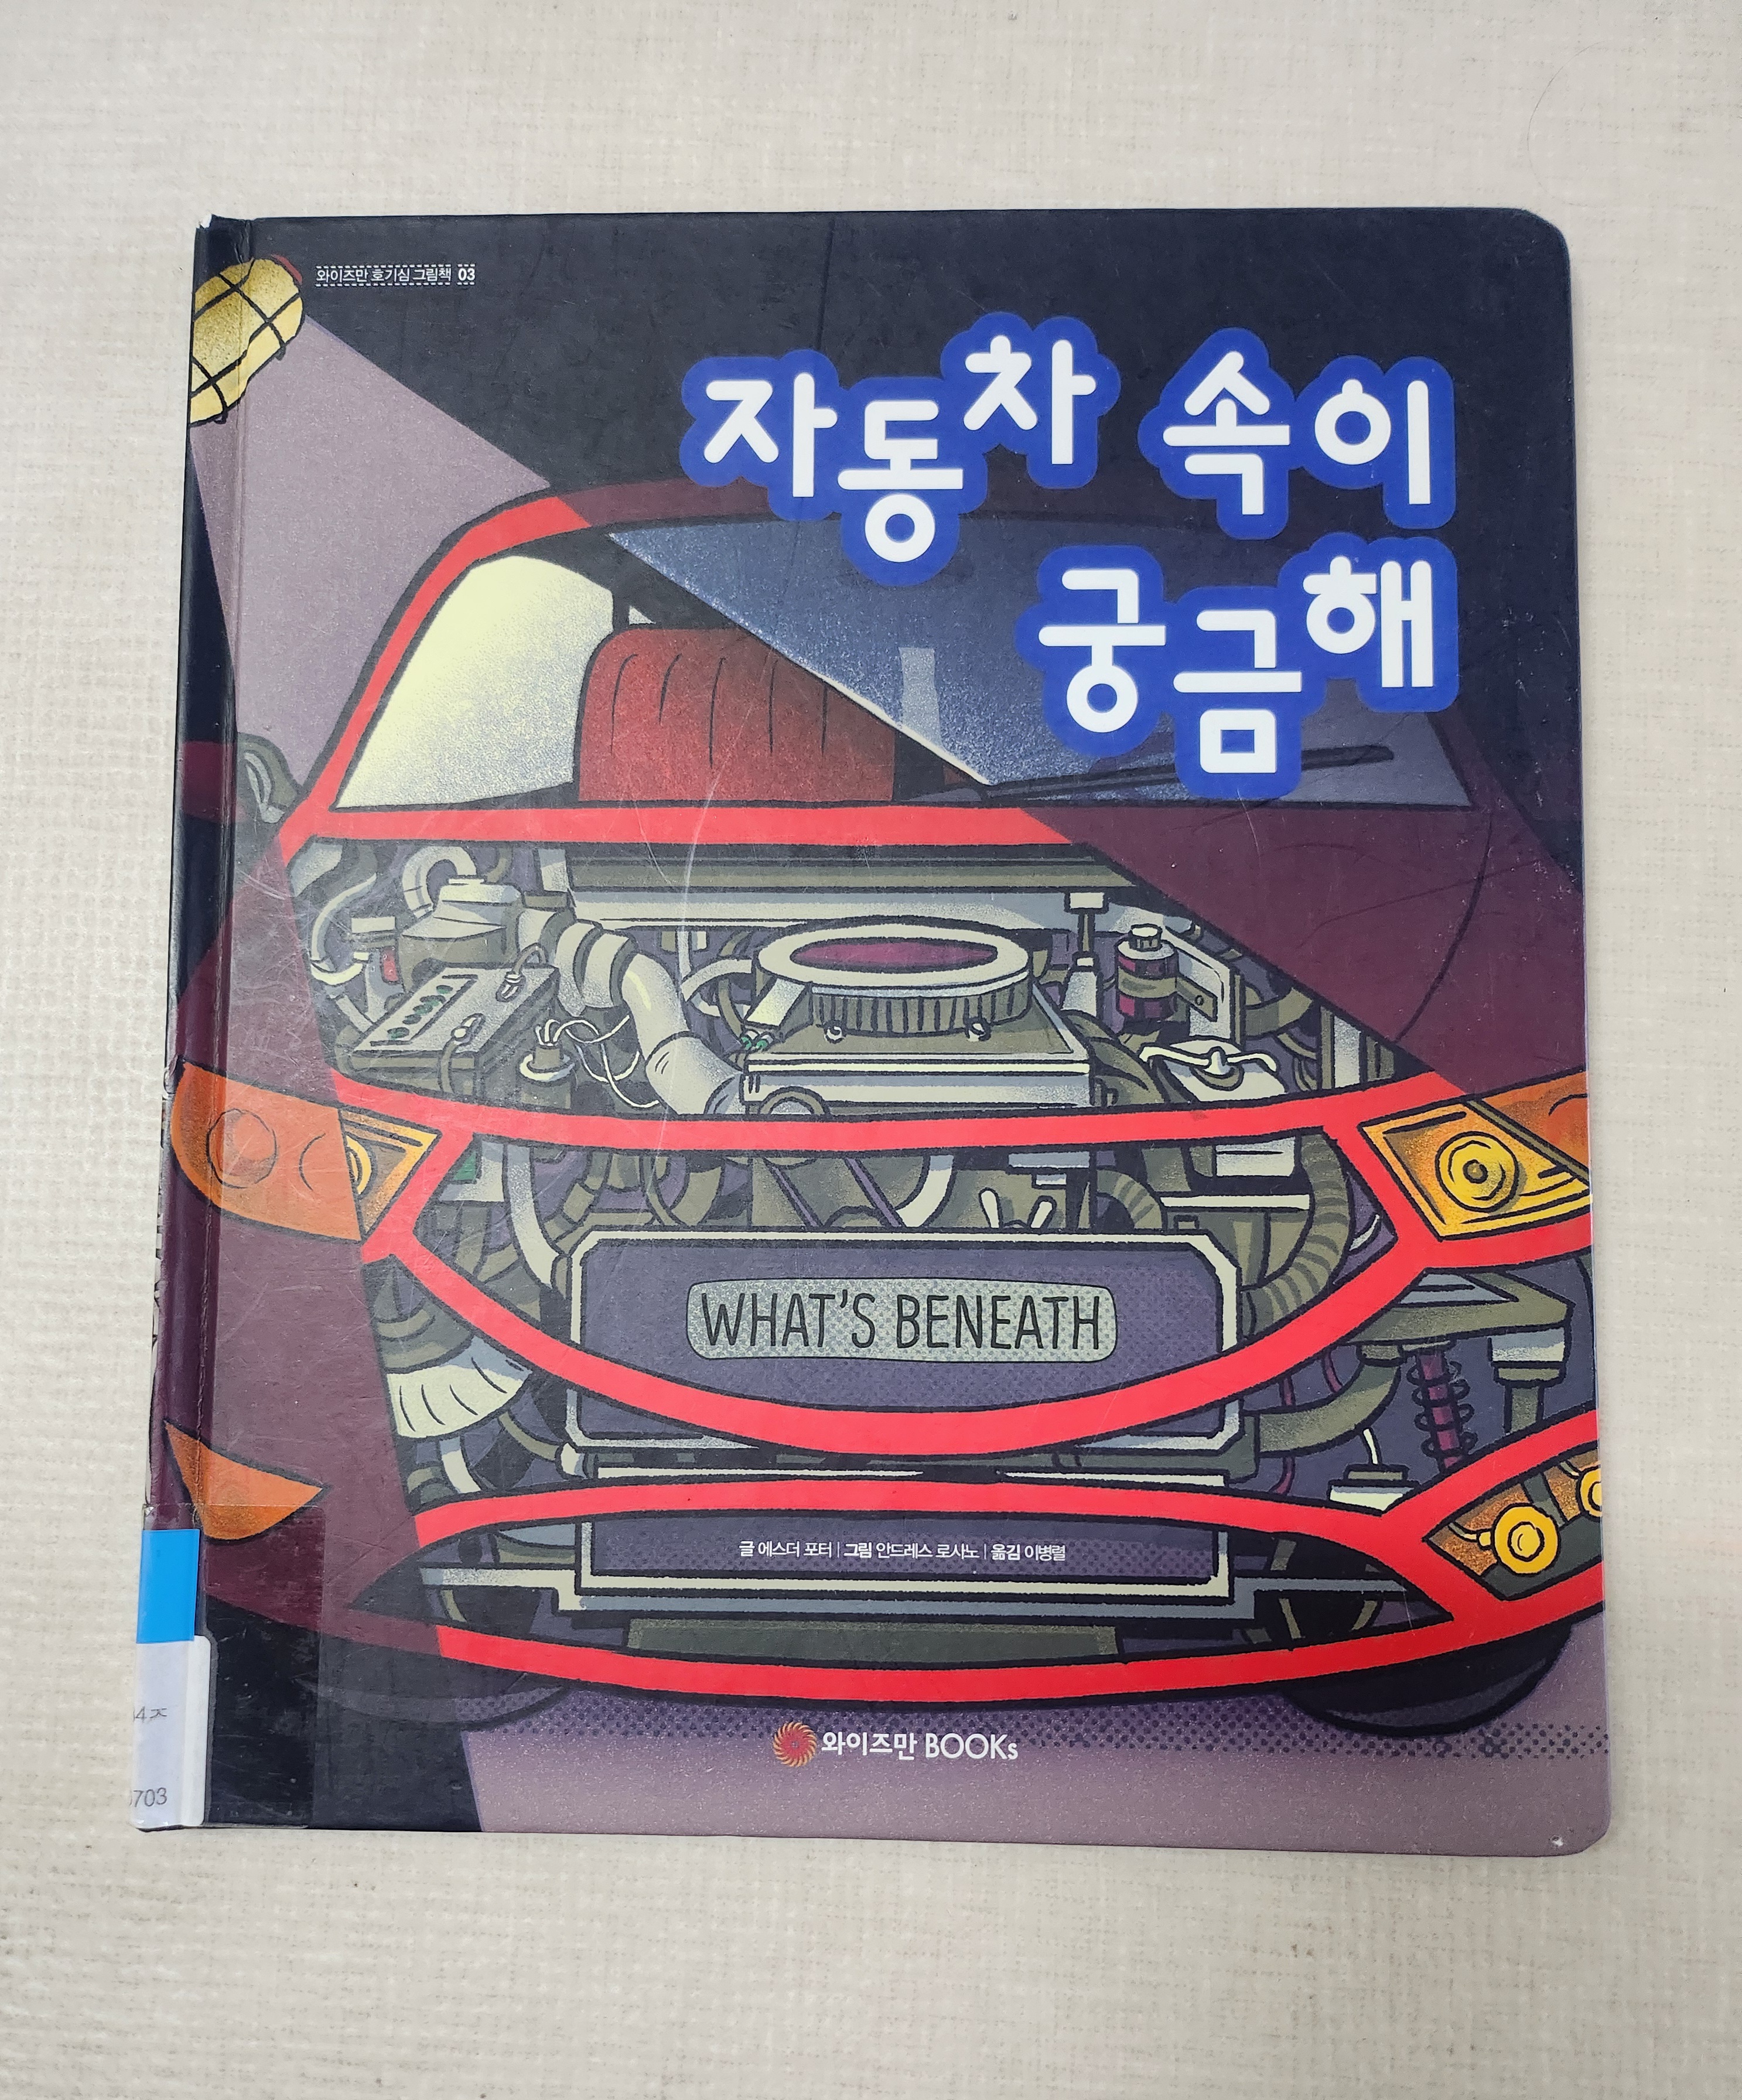 와이즈만 호기심 그림책 03
자동차 속이
궁금해
WHAT'S BENEATH
글 에스더 포터 | 그림 안드레스 로사노 | 옮김 이병렬
와이즈만 BOOKs
4ㅈ
703